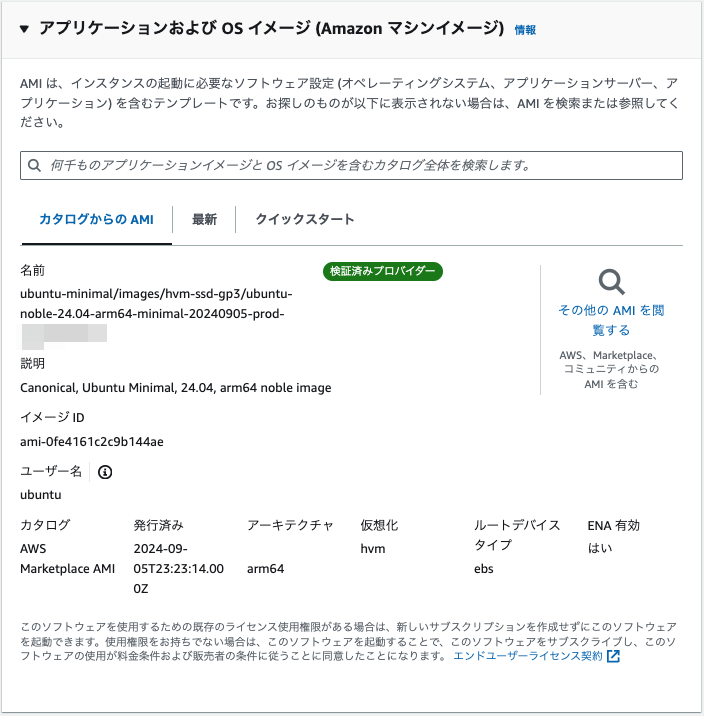 ▼ アプリケーションおよび OS イメージ (Amazon マシンイメージ) 情報
AMI は、インスタンスの起動に必要なソフトウェア設定 (オペレーティングシステム、アプリケーションサーバー、ア
プリケーション) を含むテンプレートです。お探しのものが以下に表示されない場合は、AMI を検索または参照してく
ださい。
何千ものアプリケーションイメージと OS イメージを含むカタログ全体を検索します。
カタログからの AMI 最新 クイックスタート
名前 検証済みプロバイダー
ubuntu-minimal/images/hvm-ssd-gp3/ubuntu-
noble-24.04-arm64-minimal-20240905-prod-
説明
Canonical, Ubuntu Minimal, 24.04, arm64 noble image
イメージ ID
ami-0fe4161c2c9b144ae
ユーザー名
ubuntu
その他の AMI を閲
覧する
AWS、Marketplace、
コミュニティからの
AMI を含む
カタログ
AWS
Marketplace AMI
発行済み
2024-09-
05T23:23:14.00
0Z
アーキテクチャ
arm64
仮想化
hvm
ルートデバイス
タイプ
ebs
ENA 有効
はい
このソフトウェアを使用するための既存のライセンス使用権限がある場合は、新しいサブスクリプションを作成せずにこのソフトウェア
を起動できます。使用権限をお持ちでない場合は、このソフトウェアを起動することで、このソフトウェアをサブスクライブし、このソ
フトウェアの使用が料金条件および販売者の条件に従うことに同意したことになります。 エンドユーザーライセンス契約